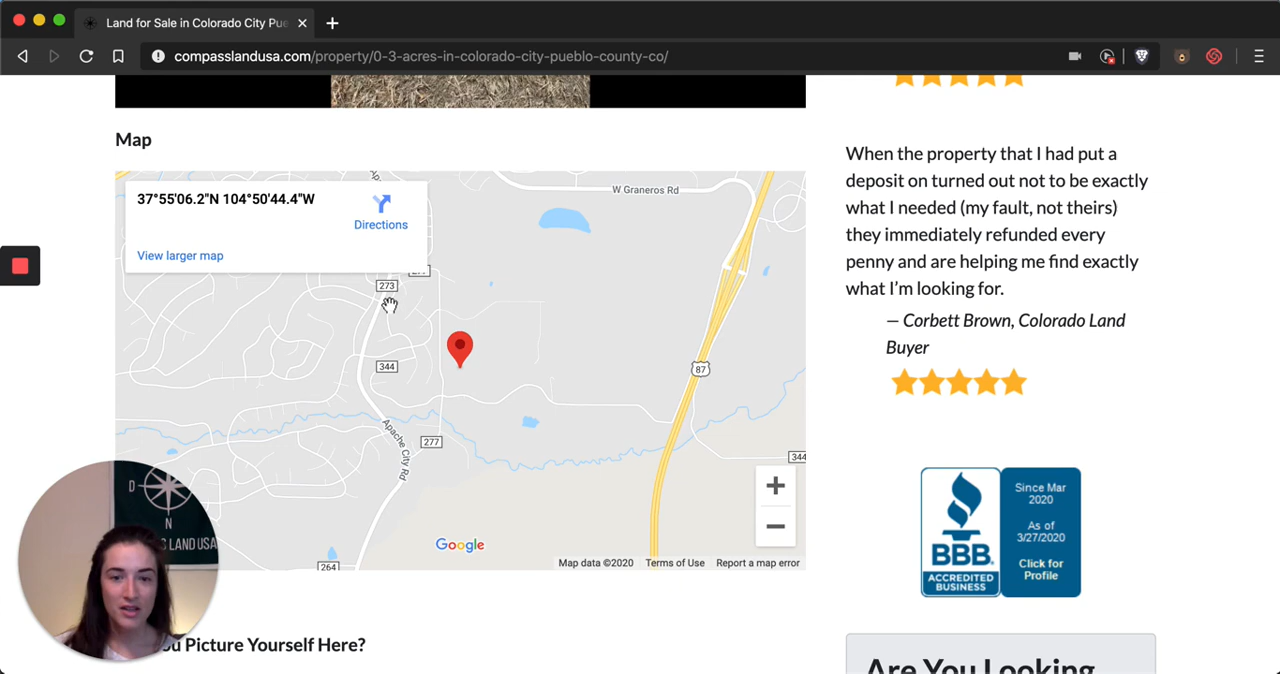 Land for Sale in Colorado City Pue
compasslandusa.com/property/0-3-acres-in-colorado-city-pueblo-county-co/
Map
37°55'06.2"N 104°50'44.4"W
Directions
View larger map
W Graneros Rd
277
273
344
87
Apache City Rd
277
344
264
Google
Map data ©2020 Terms of Use Report a map error
D
N
S LAND USA
ou Picture Yourself Here?
When the property that I had put a
deposit on turned out not to be exactly
what I needed (my fault, not theirs)
they immediately refunded every
penny and are helping me find exactly
what I'm looking for.
— Corbett Brown, Colorado Land
Buyer
BBB.
ACCREDITED
BUSINESS
Since Mar
2020
As of
3/27/2020
Click for
Profile
Are You Looking